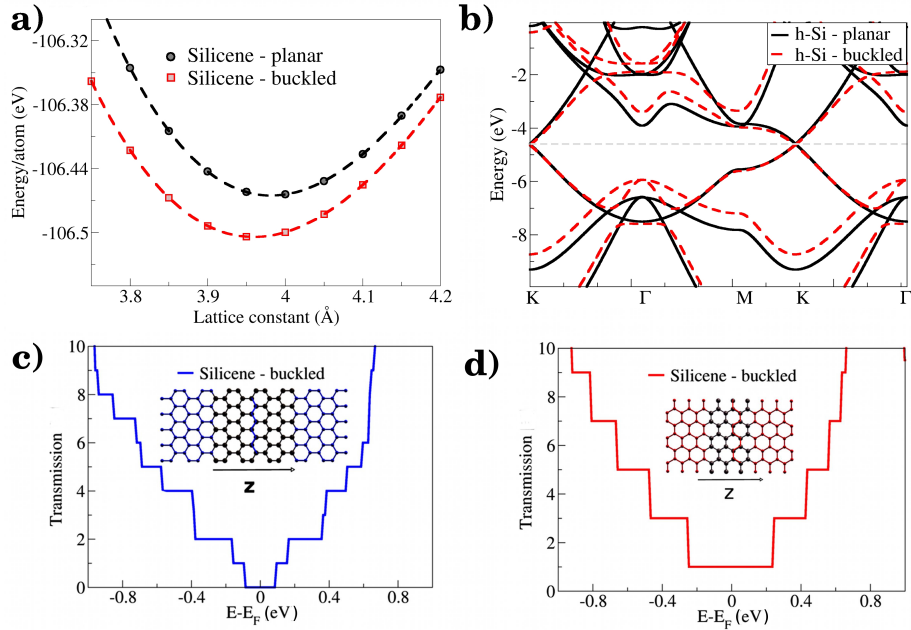 a)
Energy/atom (eV)
-106.32
-106.38
-106.44
-106.5
Silicene - planar
Silicene - buckled
3.8 3.9 4 4.1 4.2
Lattice constant (Å)
b)
Energy (eV)
-2
-4
-6
-8
h-Si - planar
h-Si - buckled
K Γ M K Γ
c)
Transmission
10
8
6
4
2
0
Silicene - buckled
z
-0.8 -0.4 0 0.4 0.8
E-EF (eV)
d)
Transmission
10
8
6
4
2
0
Silicene - buckled
z
-0.8 -0.4 0 0.4 0.8
E-EF (eV)